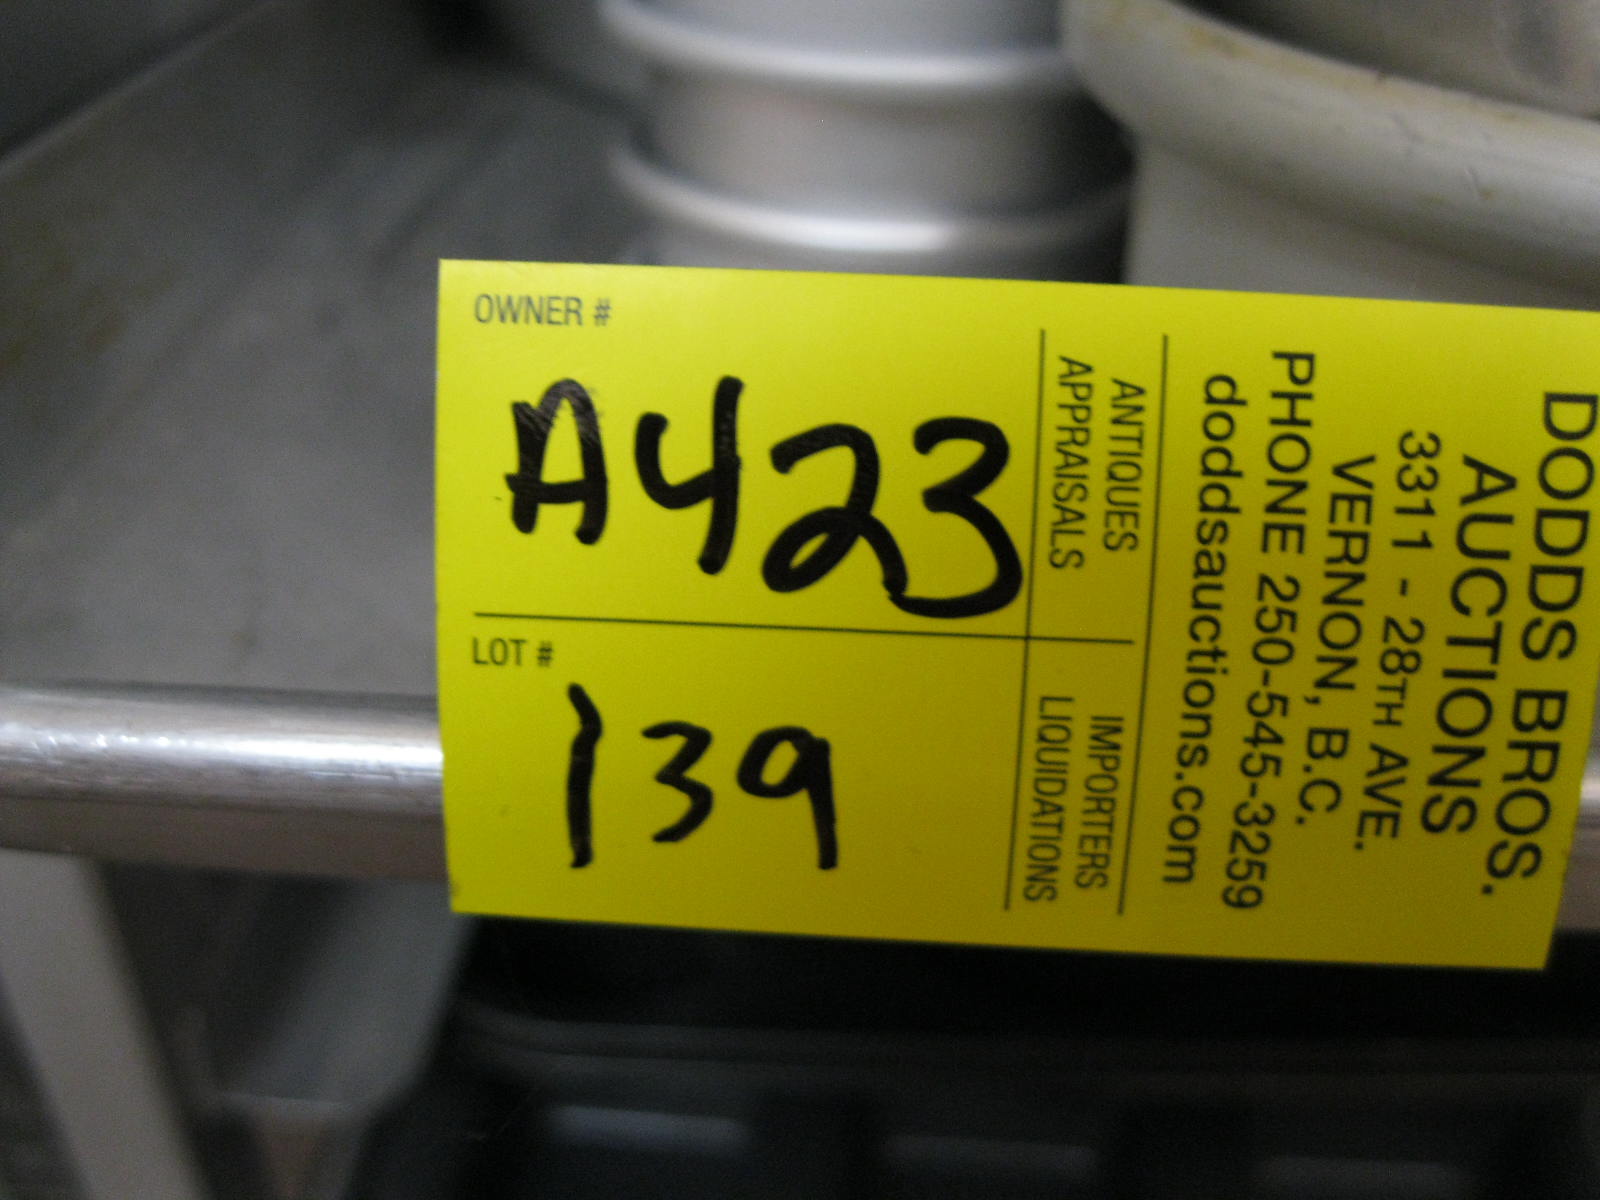 OWNER #
A423
LOT #
139
ANTIQUES
APPRAISALS
IMPORTERS
LIQUIDATIONS
DODDS BROS.
AUCTIONS
3311 - 28TH AVE.
VERNON, B.C.
PHONE 250-545-3259
doddsauctions.com